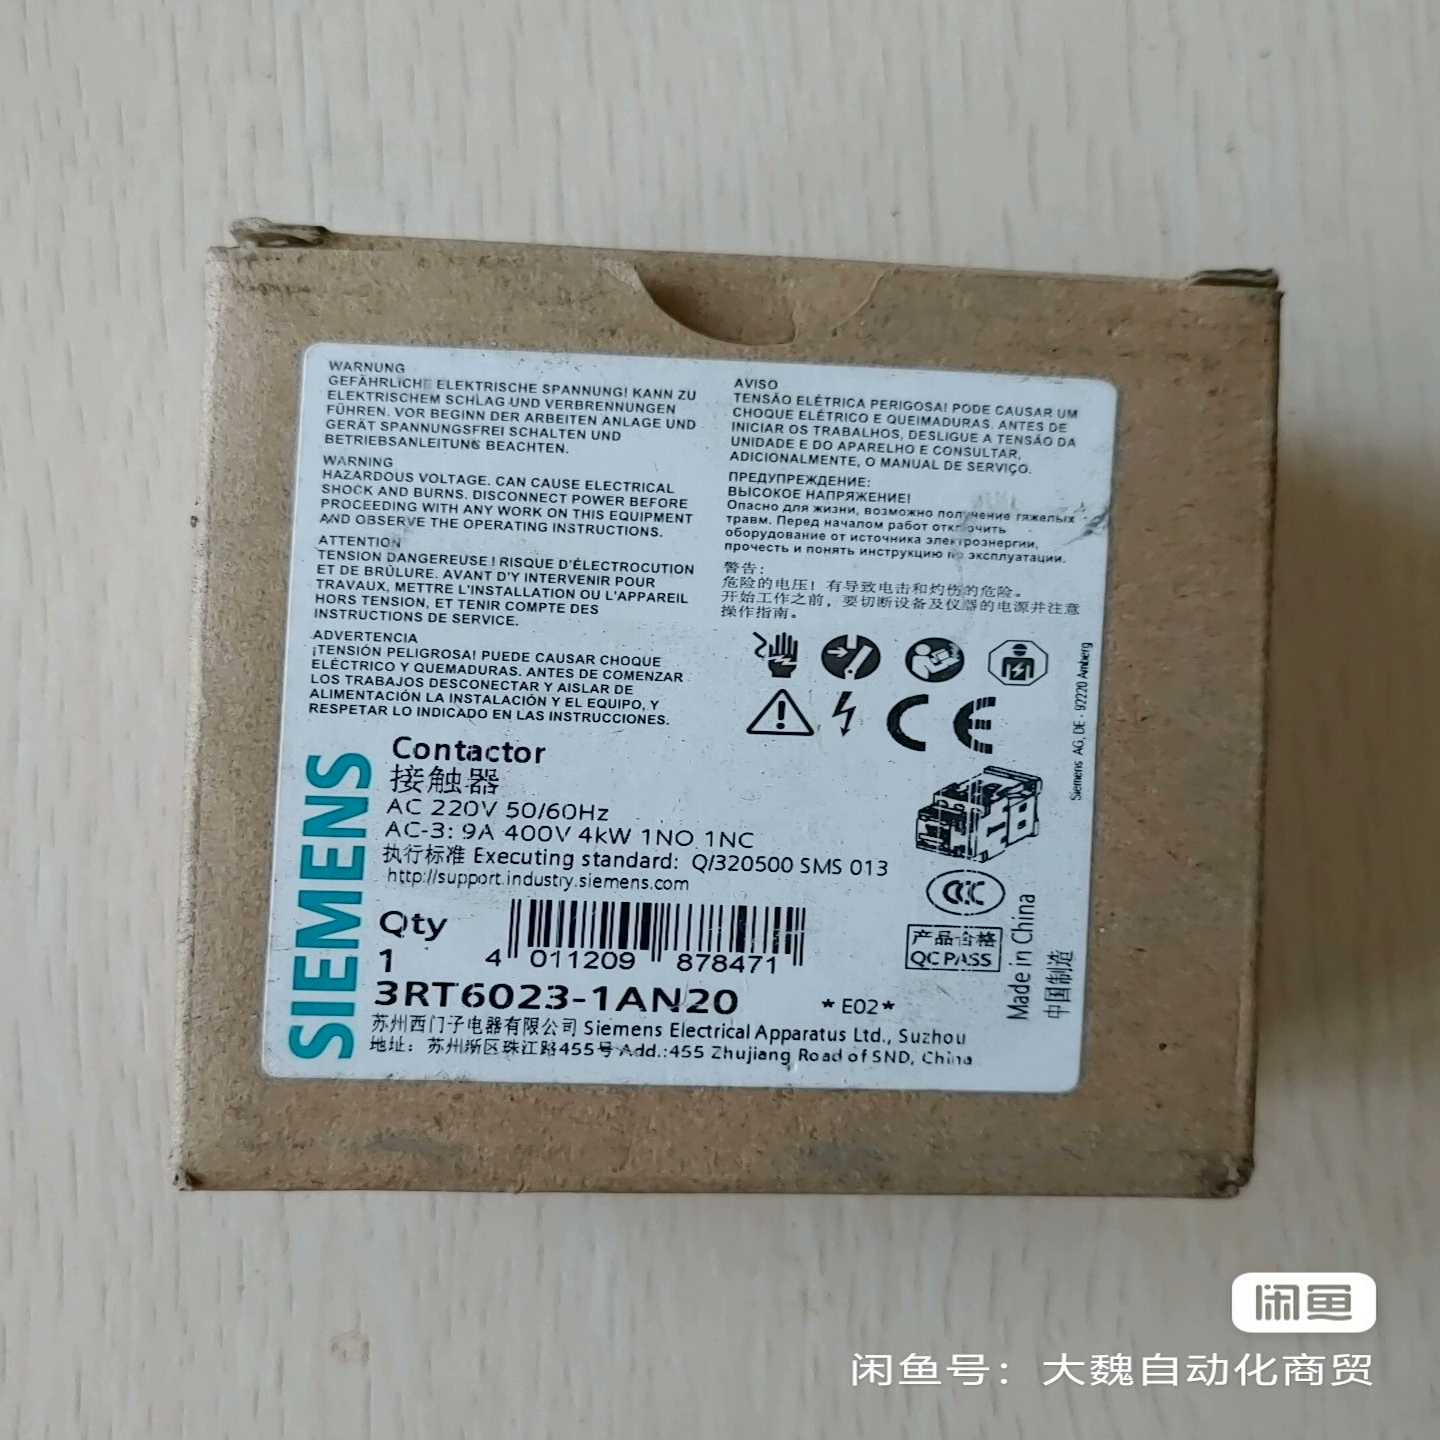 WARNUNG
GEFÄHRLICHE ELEKTRISCHE SPANNUNG! KANN ZU
ELEKTRISCHEM SCHLAG UND VERBRENNUNGEN
FÜHREN. VOR BEGINN DER ARBEITEN ANLAGE UND
GERÄT SPANNUNGSFREI SCHALTEN UND
BETRIEBSANLEITUNG BEACHTEN.
WARNING
HAZARDOUS VOLTAGE. CAN CAUSE ELECTRICAL
SHOCK AND BURNS. DISCONNECT POWER BEFORE
PROCEEDING WITH ANY WORK ON THIS EQUIPMENT
AND OBSERVE THE OPERATING INSTRUCTIONS.
ATTENTION
TENSION DANGEREUSE ! RISQUE D'ÉLECTROCUTION
ET DE BRÛLURE. AVANT D'Y INTERVENIR POUR
TRAVAUX, METTRE L'INSTALLATION OU L'APPAREIL
HORS TENSION, ET TENIR COMPTE DES
INSTRUCTIONS DE SERVICE.
ADVERTENCIA
¡TENSIÓN PELIGROSA! PUEDE CAUSAR CHOQUE
ELÉCTRICO Y QUEMADURAS. ANTES DE COMENZAR
LOS TRABAJOS DESCONECTAR Y AISLAR DE
ALIMENTACIÓN LA INSTALACIÓN Y EL EQUIPO, Y
RESPETAR LO INDICADO EN LAS INSTRUCCIONES.
AVISO
TENSÃO ELÉTRICA PERIGOSA! PODE CAUSAR UM
CHOQUE ELÉTRICO E QUEIMADURAS. ANTES DE
INICIAR OS TRABALHOS, DESLIGUE A TENSÃO DA
UNIDADE E DO APARELHO E CONSULTAR,
ADICIONALMENTE, O MANUAL DE SERVIÇO.
ПРЕДУПРЕЖДЕНИЕ:
ВЫСОКОЕ НАПРЯЖЕНИЕ!
Опасно для жизни, возможно получение тяжелых
травм. Перед началом работ отключить
оборудование от источника электроэнергии,
прочесть и понять инструкцию по эксплуатации.
警告：
危险的电压！有导致电击和灼伤的危险。
开始工作之前，要切断设备及仪器的电源并注意
操作指南。
CE
Siemens AG, DE - 92220 Amberg
SIEMENS
Contactor
接触器
AC 220V 50/60Hz
AC-3: 9A 400V 4kW 1NO 1NC
执行标准 Executing standard: Q/320500 SMS 013
http://support.industry.siemens.com
Qty
1
4 011209 878471
CCC
产品合格
QC PASS
Made in China
中国制造
3RT6023-1AN20
*E02*
苏州西门子电器有限公司 Siemens Electrical Apparatus Ltd., Suzhou
地址：苏州新区珠江路455号 Add.:455 Zhujiang Road of SND, China
闲鱼
闲鱼号：大魏自动化商贸